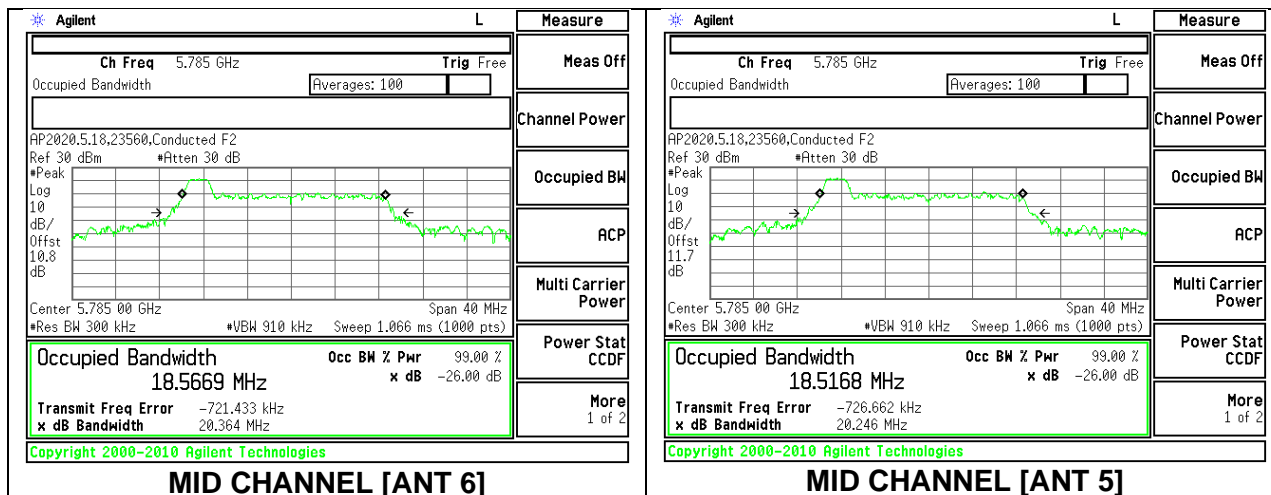 Agilent L
Ch Freq 5.785 GHz Trig Free
Occupied Bandwidth Averages: 100
AP2020.5.18,23560,Conducted F2
Ref 30 dBm #Atten 30 dB
#Peak
Log
10
dB/
Offst
10.8
dB
Center 5.785 00 GHz Span 40 MHz
#Res BW 300 kHz #VBW 910 kHz Sweep 1.066 ms (1000 pts)
Occupied Bandwidth Occ BW % Pwr 99.00 %
18.5669 MHz x dB -26.00 dB
Transmit Freq Error -721.433 kHz
x dB Bandwidth 20.364 MHz
Copyright 2000-2010 Agilent Technologies
Measure
Meas Off
Channel Power
Occupied BW
ACP
Multi Carrier
Power
Power Stat
CCDF
More
1 of 2
MID CHANNEL [ANT 6]
Agilent L
Ch Freq 5.785 GHz Trig Free
Occupied Bandwidth Averages: 100
AP2020.5.18,23560,Conducted F2
Ref 30 dBm #Atten 30 dB
#Peak
Log
10
dB/
Offst
11.7
dB
Center 5.785 00 GHz Span 40 MHz
#Res BW 300 kHz #VBW 910 kHz Sweep 1.066 ms (1000 pts)
Occupied Bandwidth Occ BW % Pwr 99.00 %
18.5168 MHz x dB -26.00 dB
Transmit Freq Error -726.662 kHz
x dB Bandwidth 20.246 MHz
Copyright 2000-2010 Agilent Technologies
Measure
Meas Off
Channel Power
Occupied BW
ACP
Multi Carrier
Power
Power Stat
CCDF
More
1 of 2
MID CHANNEL [ANT 5]